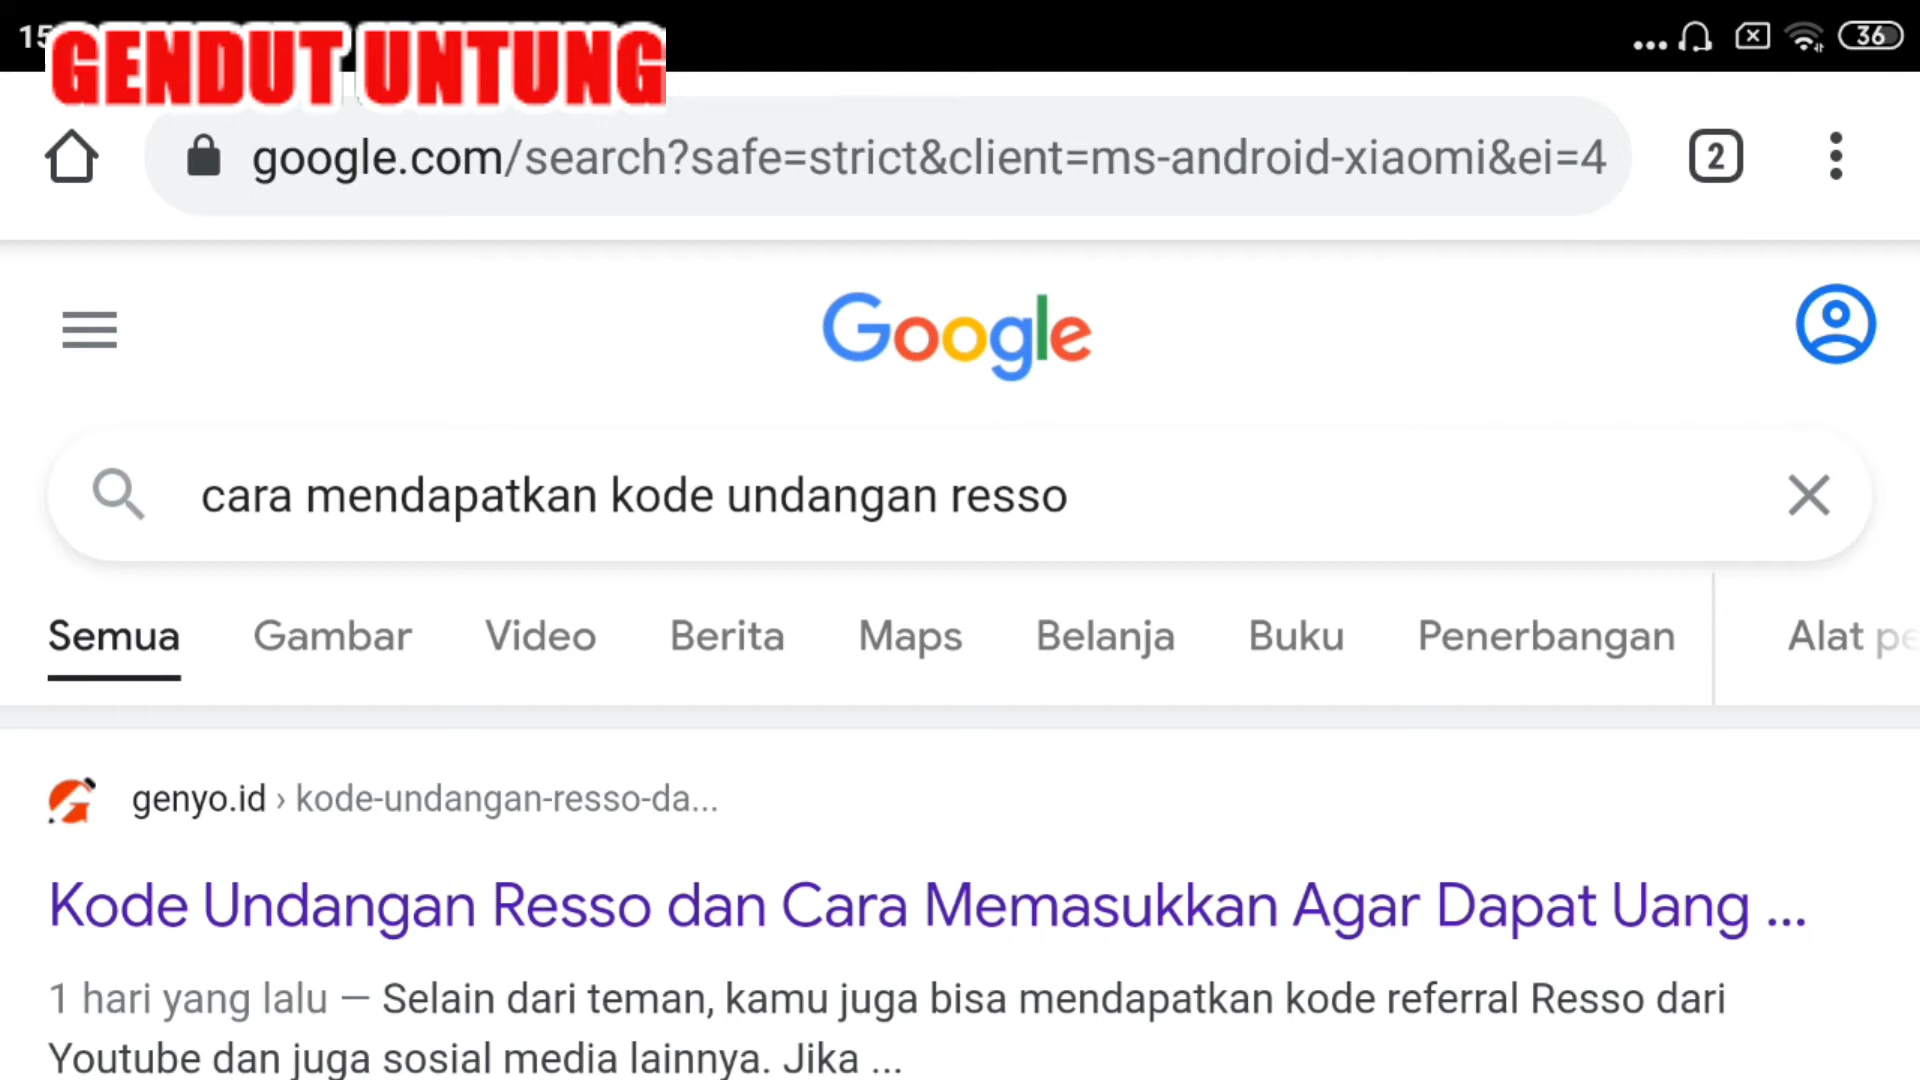 GENDUT UNTUNG
36
google.com/search?safe=strict&client=ms-android-xiaomi&ei=4
2
Google
cara mendapatkan kode undangan resso
Semua Gambar Video Berita Maps Belanja Buku Penerbangan Alat
genyo.id › kode-undangan-resso-da...
Kode Undangan Resso dan Cara Memasukkan Agar Dapat Uang ...
1 hari yang lalu — Selain dari teman, kamu juga bisa mendapatkan kode referral Resso dari
Youtube dan juga sosial media lainnya. Jika ...